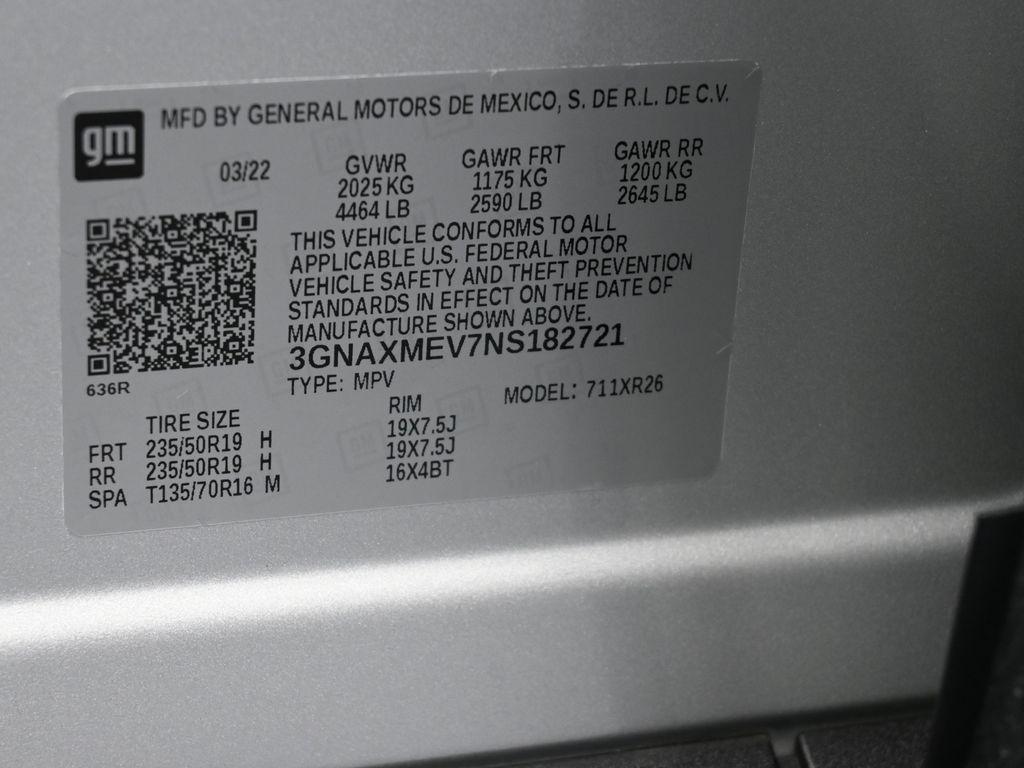 gm
MFD BY GENERAL MOTORS DE MEXICO, S. DE R.L. DE C.V.
03/22 GVWR GAWR FRT GAWR RR
2025 KG 1175 KG 1200 KG
4464 LB 2590 LB 2645 LB
THIS VEHICLE CONFORMS TO ALL
APPLICABLE U.S. FEDERAL MOTOR
VEHICLE SAFETY AND THEFT PREVENTION
STANDARDS IN EFFECT ON THE DATE OF
MANUFACTURE SHOWN ABOVE.
3GNAXMEV7NS182721
636R
TYPE: MPV MODEL: 711XR26
TIRE SIZE RIM
FRT 235/50R19 H 19X7.5J
RR 235/50R19 H 19X7.5J
SPA T135/70R16 M 16X4BT